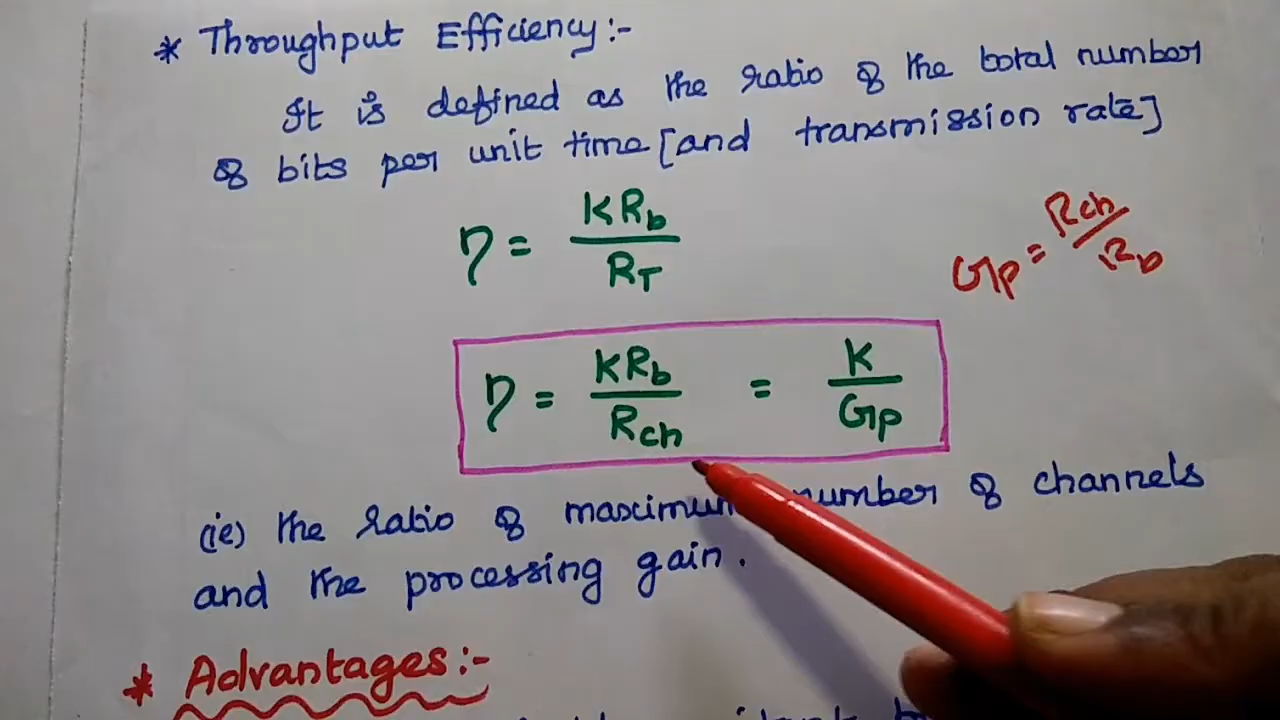 * Throughput Efficiency:-
It is defined as the ratio of the total number
of bits per unit time [and transmission rate]
η = KRb / RT
Gp = Rch / Rb
η = KRb / Rch = K / Gp
(ie) the ratio of maximum number of channels
and the processing gain.
* Advantages:-